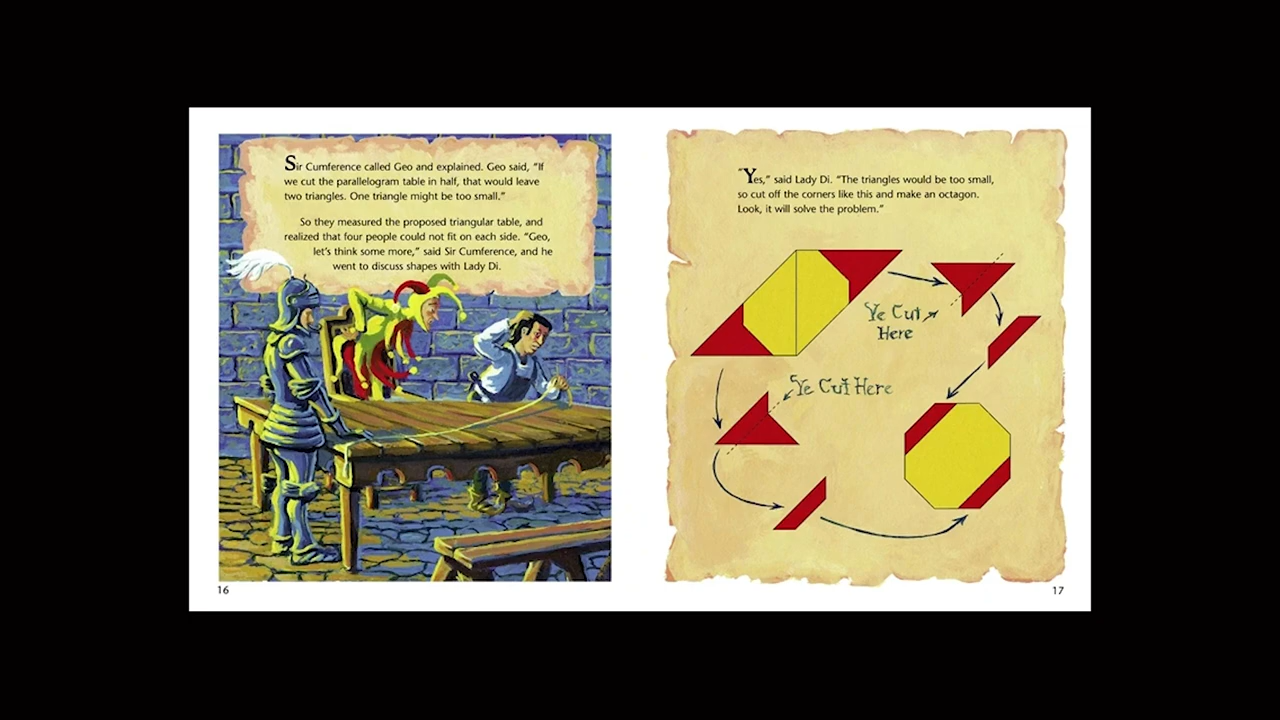 Sir Cumference called Geo and explained. Geo said, “If
we cut the parallelogram table in half, that would leave
two triangles. One triangle might be too small.”
So they measured the proposed triangular table, and
realized that four people could not fit on each side. “Geo,
let’s think some more,” said Sir Cumference, and he
went to discuss shapes with Lady Di.
16
“Yes,” said Lady Di. “The triangles would be too small,
so cut off the corners like this and make an octagon.
Look, it will solve the problem.”
Ye Cut
Here
Ye Cut Here
17